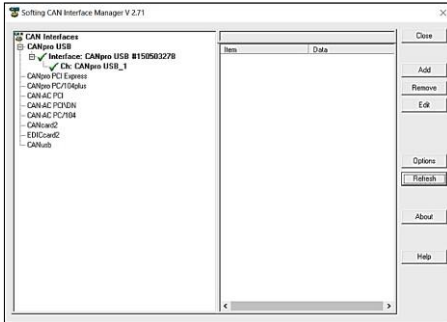 Softing CAN Interface Manager V 2.71
CAN Interfaces
CANpro USB
Interface: CANpro USB #150503278
Ch: CANpro USB_1
CANpro PCI Express
CANpro PC/104plus
CAN-AC PCI
CAN-AC PCI\DN
CAN-AC PC/104
CANcard2
EDICcard2
CANusb
Item Data
Close
Add
Remove
Edit
Options
Refresh
About
Help